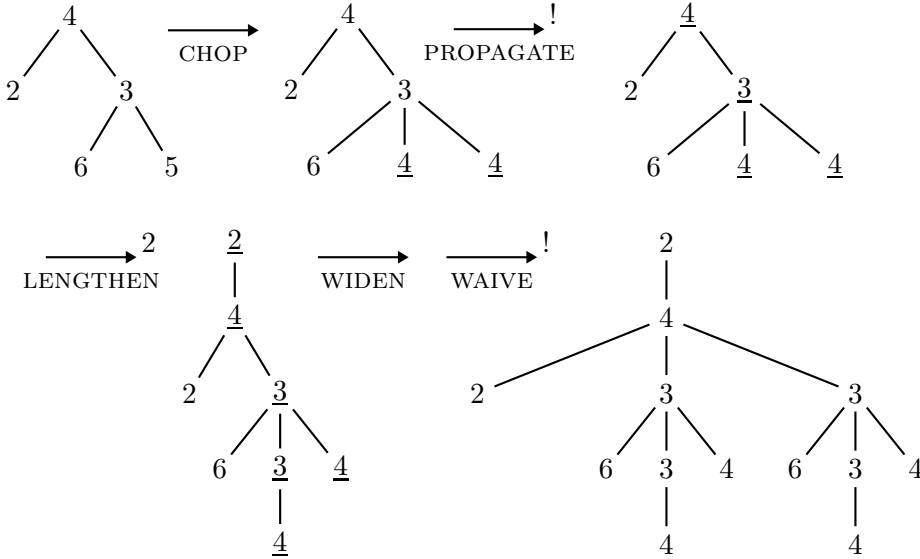 4 4 ! 4
CHOP PROPAGATE
2 3 2 3 2 3
6 5 6 4 4 6 4 4
2 2 ! 2
LENGTHEN WIDEN WAIVE
4 4
2 3 2 3 3
6 3 4 6 3 4 6 3 4
4 4 4